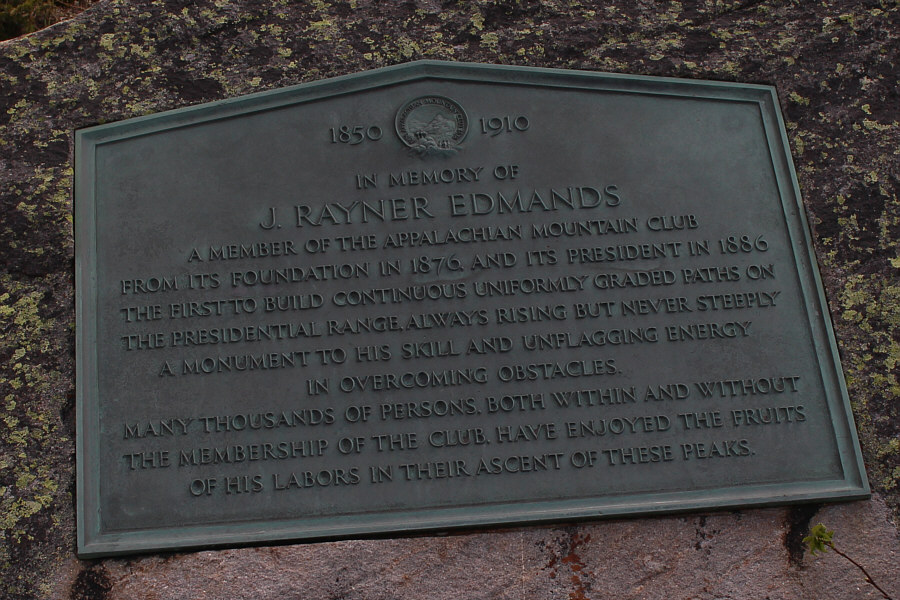 1850 1910
IN MEMORY OF
J. RAYNER EDMANDS
A MEMBER OF THE APPALACHIAN MOUNTAIN CLUB
FROM ITS FOUNDATION IN 1876, AND ITS PRESIDENT IN 1886
THE FIRST TO BUILD CONTINUOUS UNIFORMLY GRADED PATHS ON
THE PRESIDENTIAL RANGE, ALWAYS RISING BUT NEVER STEEPLY
A MONUMENT TO HIS SKILL AND UNFLAGGING ENERGY
IN OVERCOMING OBSTACLES.
MANY THOUSANDS OF PERSONS, BOTH WITHIN AND WITHOUT
THE MEMBERSHIP OF THE CLUB, HAVE ENJOYED THE FRUITS
OF HIS LABORS IN THEIR ASCENT OF THESE PEAKS.